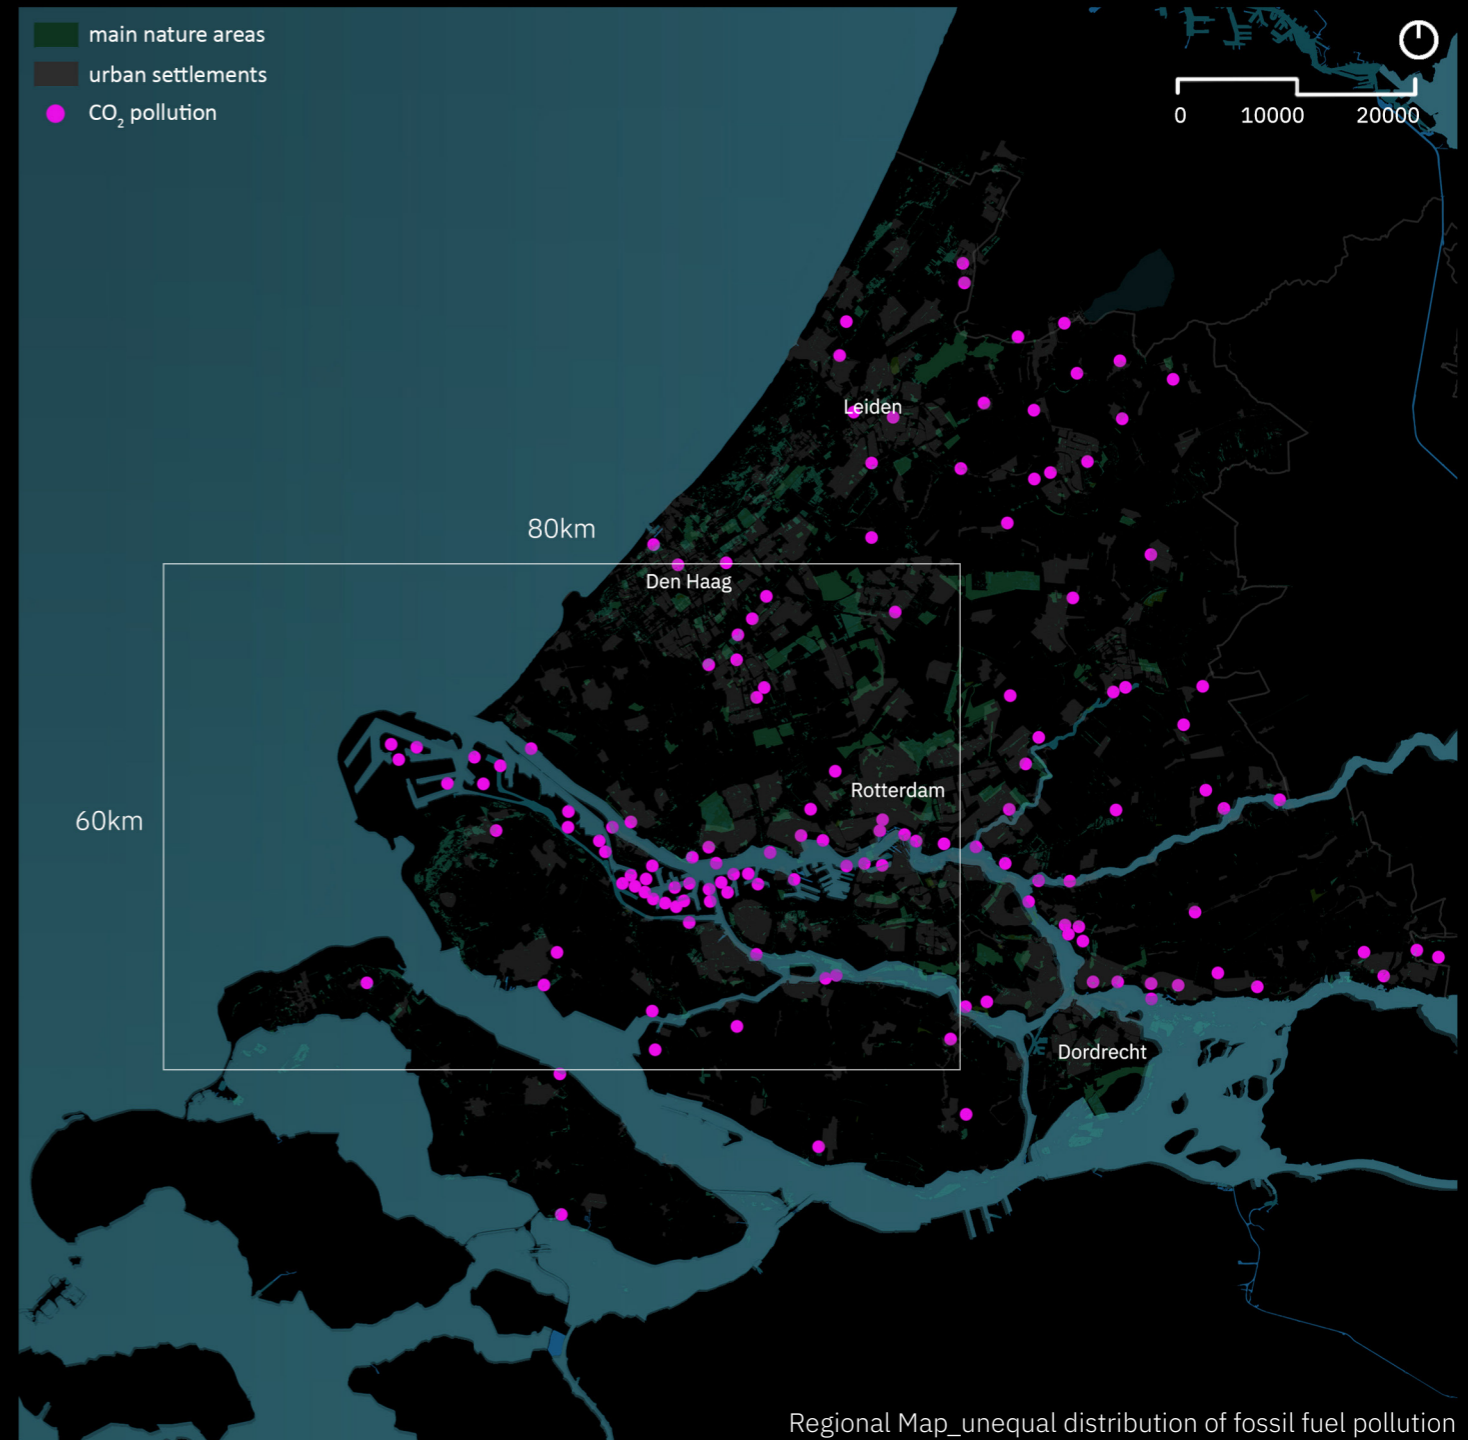 main nature areas
urban settlements
CO₂ pollution
0 10000 20000
Leiden
80km
Den Haag
Rotterdam
60km
Dordrecht
Regional Map_unequal distribution of fossil fuel pollution